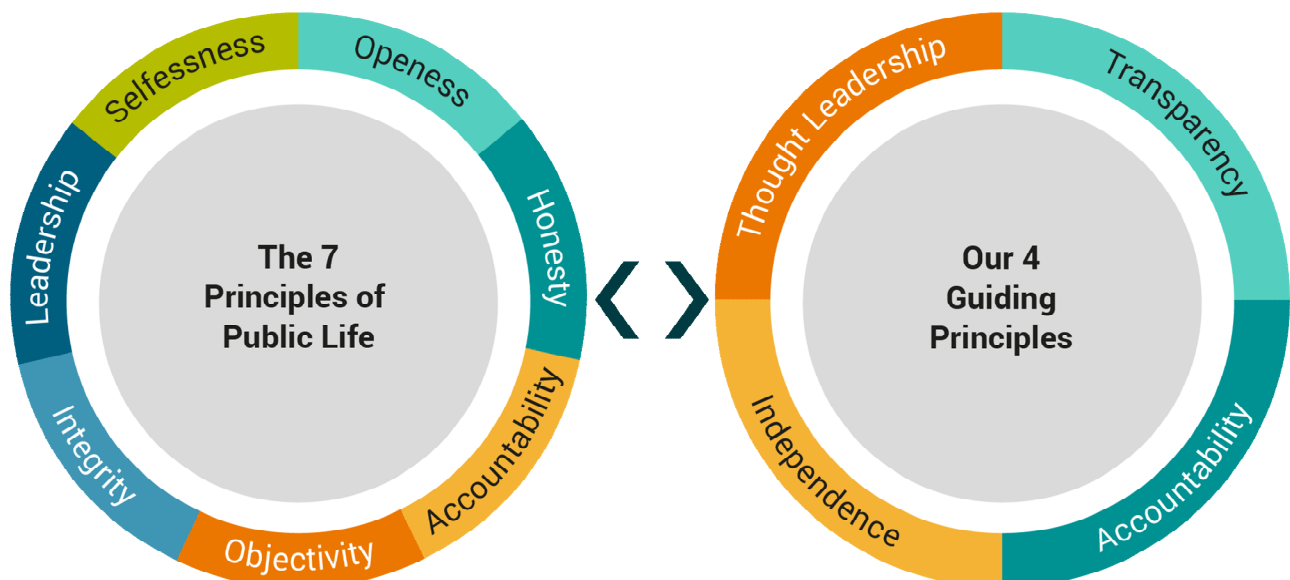 Selfessness
Openess
Honesty
Accountability
Objectivity
Integrity
Leadership
The 7
Principles of
Public Life
Thought Leadership
Transparency
Accountability
Independence
Our 4
Guiding
Principles